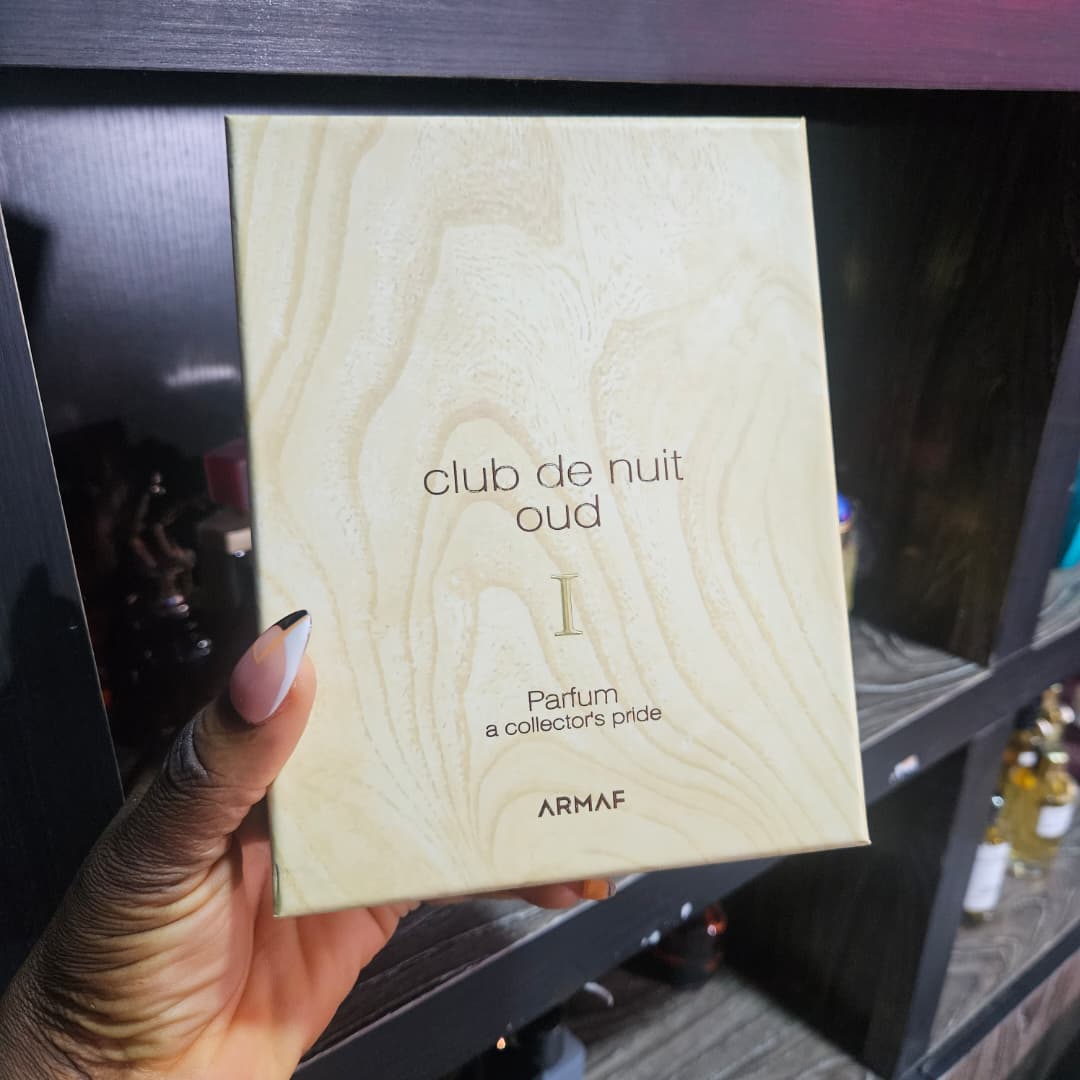 club de nuit
oud
I
Parfum
a collector's pride
ARMAF